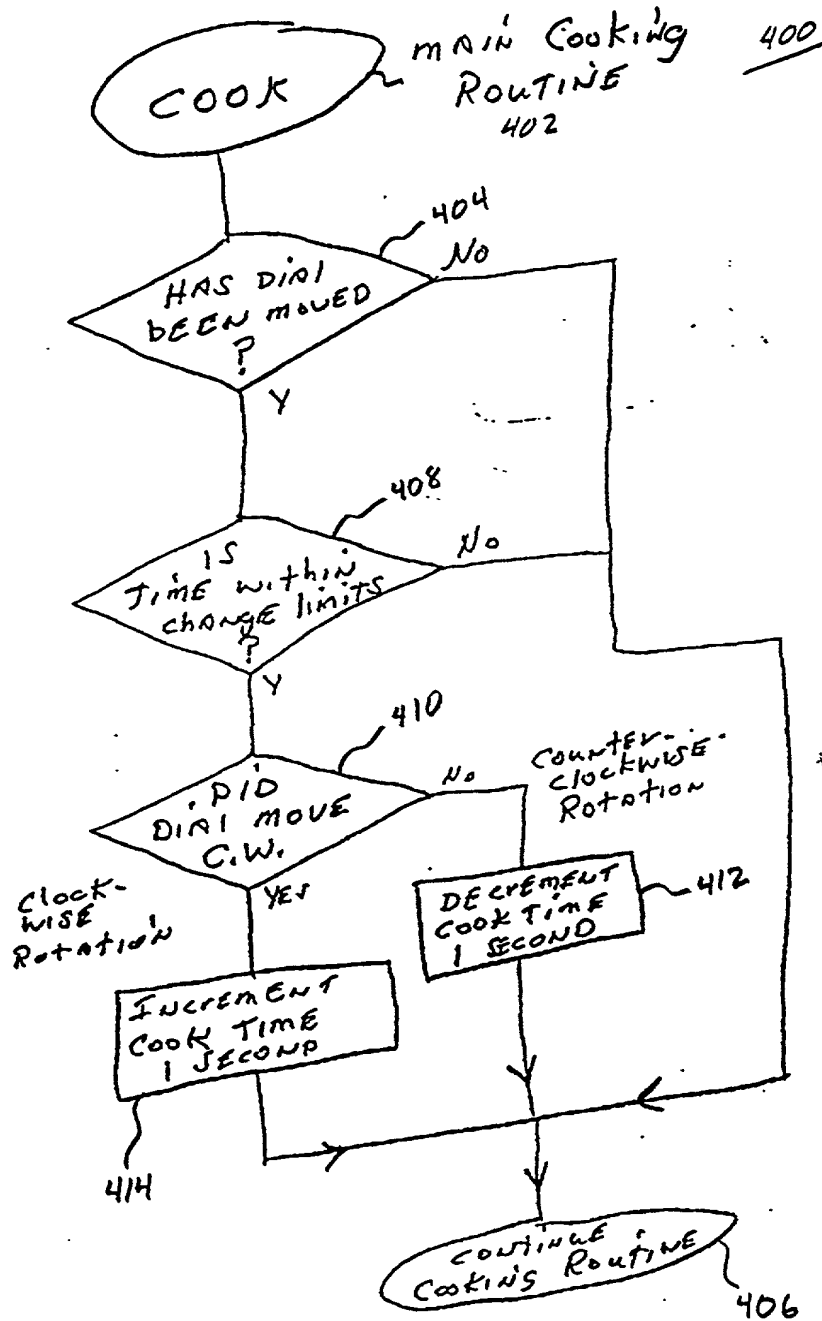 400
MAIN COOKING
ROUTINE
402
COOK
404
HAS DIAL
BEEN MOVED
?
No
Y
408
IS
TIME WITHIN
CHANGE LIMITS
?
No
Y
410
DID
DIAL MOVE
C.W.
No
COUNTER-
CLOCKWISE
ROTATION
YES
CLOCK-
WISE
ROTATION
DECREMENT
COOK TIME
1 SECOND
412
INCREMENT
COOK TIME
1 SECOND
414
CONTINUE
COOKING ROUTINE
406